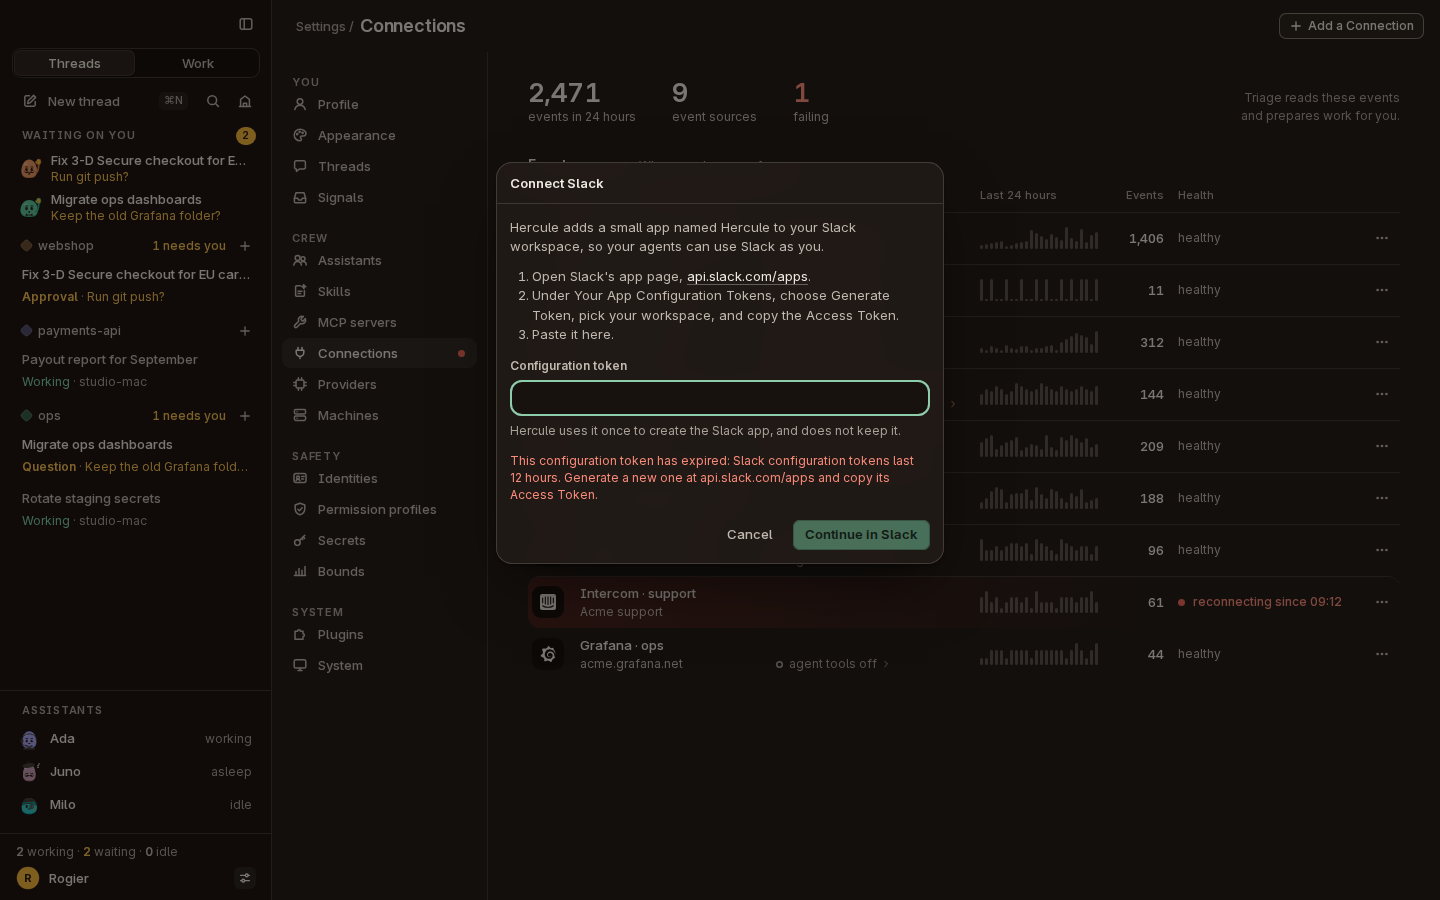 Settings / Connections
Add a Connection
Threads
Work
New thread
⌘N
WAITING ON YOU
2
Fix 3-D Secure checkout for E…
Run git push?
Migrate ops dashboards
Keep the old Grafana folder?
webshop
1 needs you
Fix 3-D Secure checkout for EU car…
Approval · Run git push?
payments-api
Payout report for September
Working · studio-mac
ops
1 needs you
Migrate ops dashboards
Question · Keep the old Grafana fold…
Rotate staging secrets
Working · studio-mac
ASSISTANTS
Ada
working
Juno
asleep
Milo
idle
2 working · 2 waiting · 0 idle
R
Rogier
YOU
Profile
Appearance
Threads
Signals
CREW
Assistants
Skills
MCP servers
Connections
Providers
Machines
SAFETY
Identities
Permission profiles
Secrets
Bounds
SYSTEM
Plugins
System
2,471
events in 24 hours
9
event sources
1
failing
Triage reads these events
and prepares work for you.
Last 24 hours
Events
Health
1,406
healthy
11
healthy
312
healthy
144
healthy
209
healthy
188
healthy
96
healthy
Intercom · support
Acme support
61
reconnecting since 09:12
Grafana · ops
acme.grafana.net
agent tools off
44
healthy
Connect Slack
Hercule adds a small app named Hercule to your Slack
workspace, so your agents can use Slack as you.
1. Open Slack's app page, api.slack.com/apps.
2. Under Your App Configuration Tokens, choose Generate
Token, pick your workspace, and copy the Access Token.
3. Paste it here.
Configuration token
Hercule uses it once to create the Slack app, and does not keep it.
This configuration token has expired: Slack configuration tokens last
12 hours. Generate a new one at api.slack.com/apps and copy its
Access Token.
Cancel
Continue in Slack